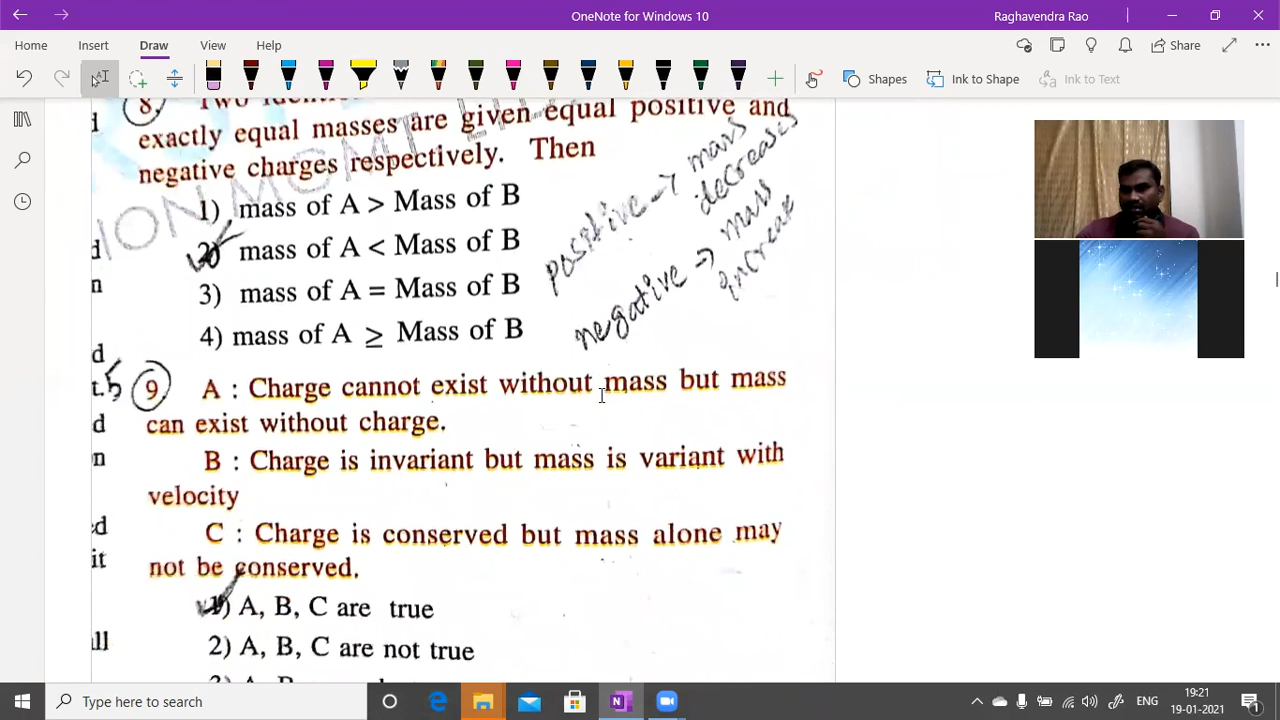 OneNote for Windows 10
Raghavendra Rao
Home Insert Draw View Help
Share
Shapes
Ink to Shape
Ink to Text
8. Two
exactly equal masses are given equal positive and
negative charges respectively. Then
1) mass of A > Mass of B
2) mass of A < Mass of B
3) mass of A = Mass of B
4) mass of A ≥ Mass of B
positive → mass
decreases
negative → mass
increase
9. A : Charge cannot exist without mass but mass
can exist without charge.
B : Charge is invariant but mass is variant with
velocity
C : Charge is conserved but mass alone may
not be conserved.
1) A, B, C are true
2) A, B, C are not true
Type here to search
ENG
19:21
19-01-2021